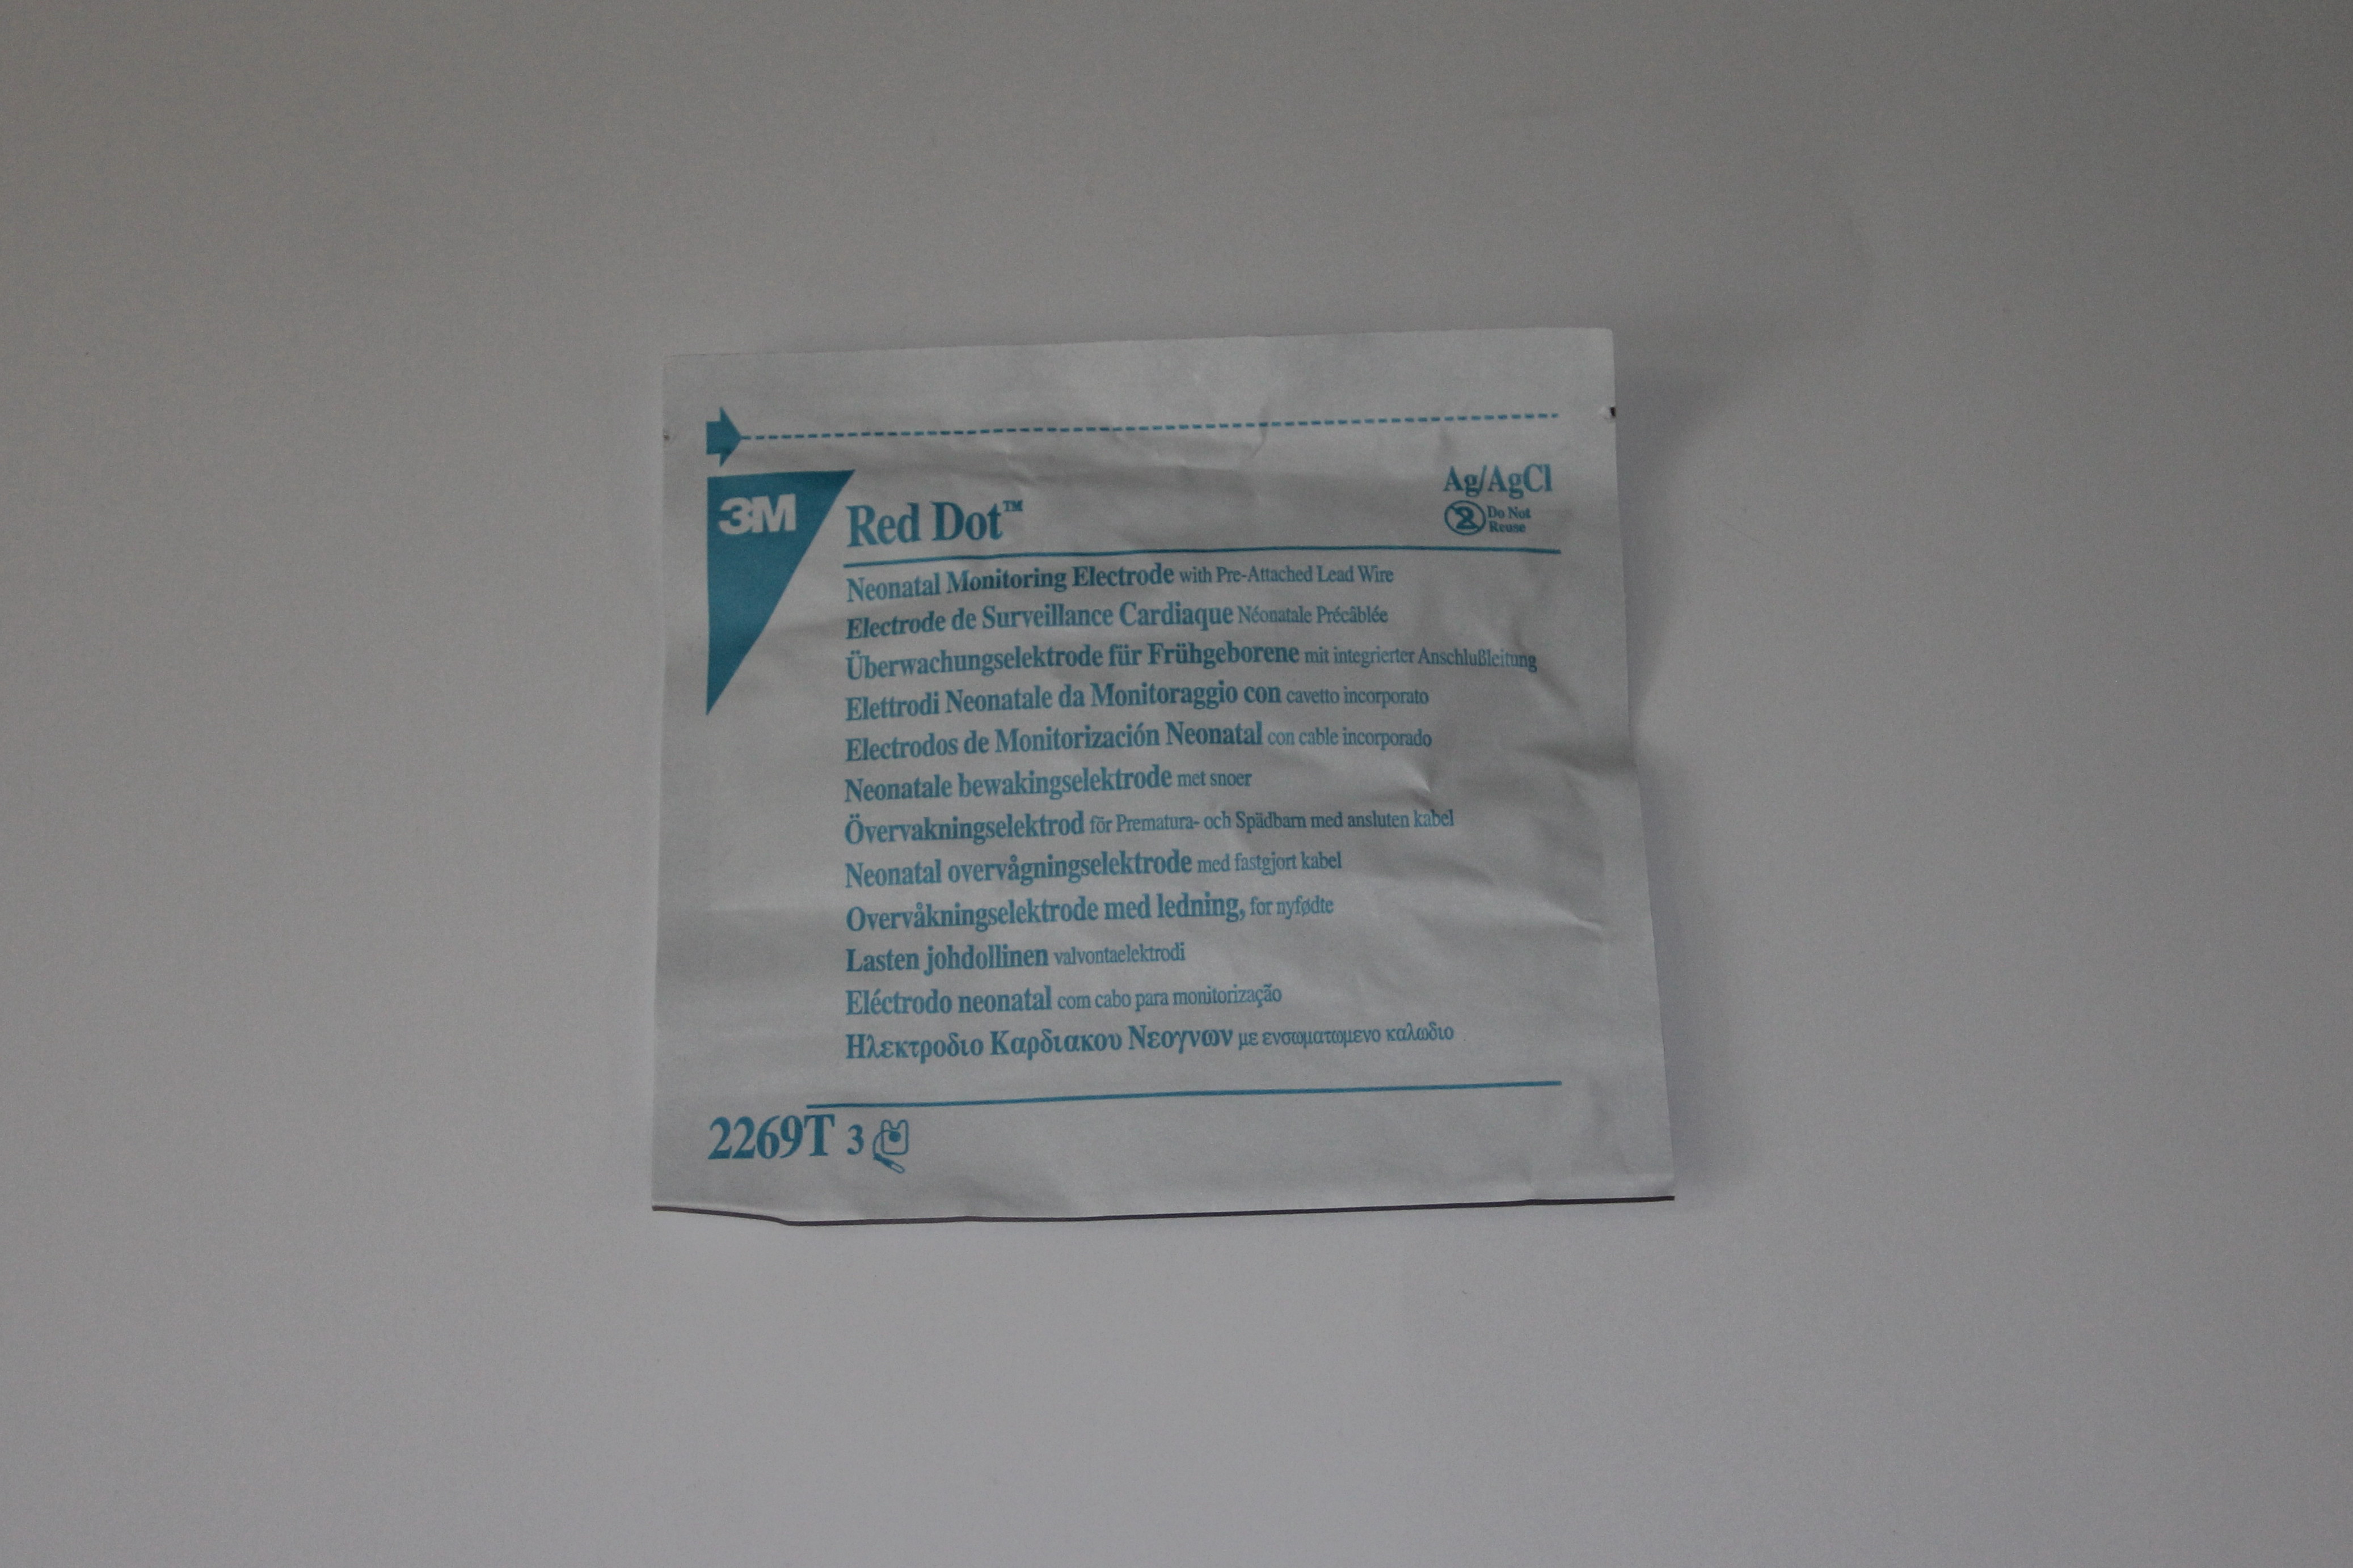 Ag/AgCl
3M
Red Dot™
2
Do Not
Reuse
Neonatal Monitoring Electrode with Pre-Attached Lead Wire
Electrode de Surveillance Cardiaque Néonatale Précâblée
Überwachungselektrode für Frühgeborene mit integrierter Anschlußleitung
Elettrodi Neonatale da Monitoraggio con cavetto incorporato
Electrodos de Monitorización Neonatal con cable incorporado
Neonatale bewakingselektrode met snoer
Övervakningselektrod för Prematura- och Spädbarn med ansluten kabel
Neonatal overvågningselektrode med fastgjort kabel
Overvåkningselektrode med ledning, for nyfødte
Lasten johdollinen valvontaelektrodi
Eléctrodo neonatal com cabo para monitorização
Ηλεκτροδιο Καρδιακου Νεογνων με ενσωματωμενο καλωδιο
2269T 3